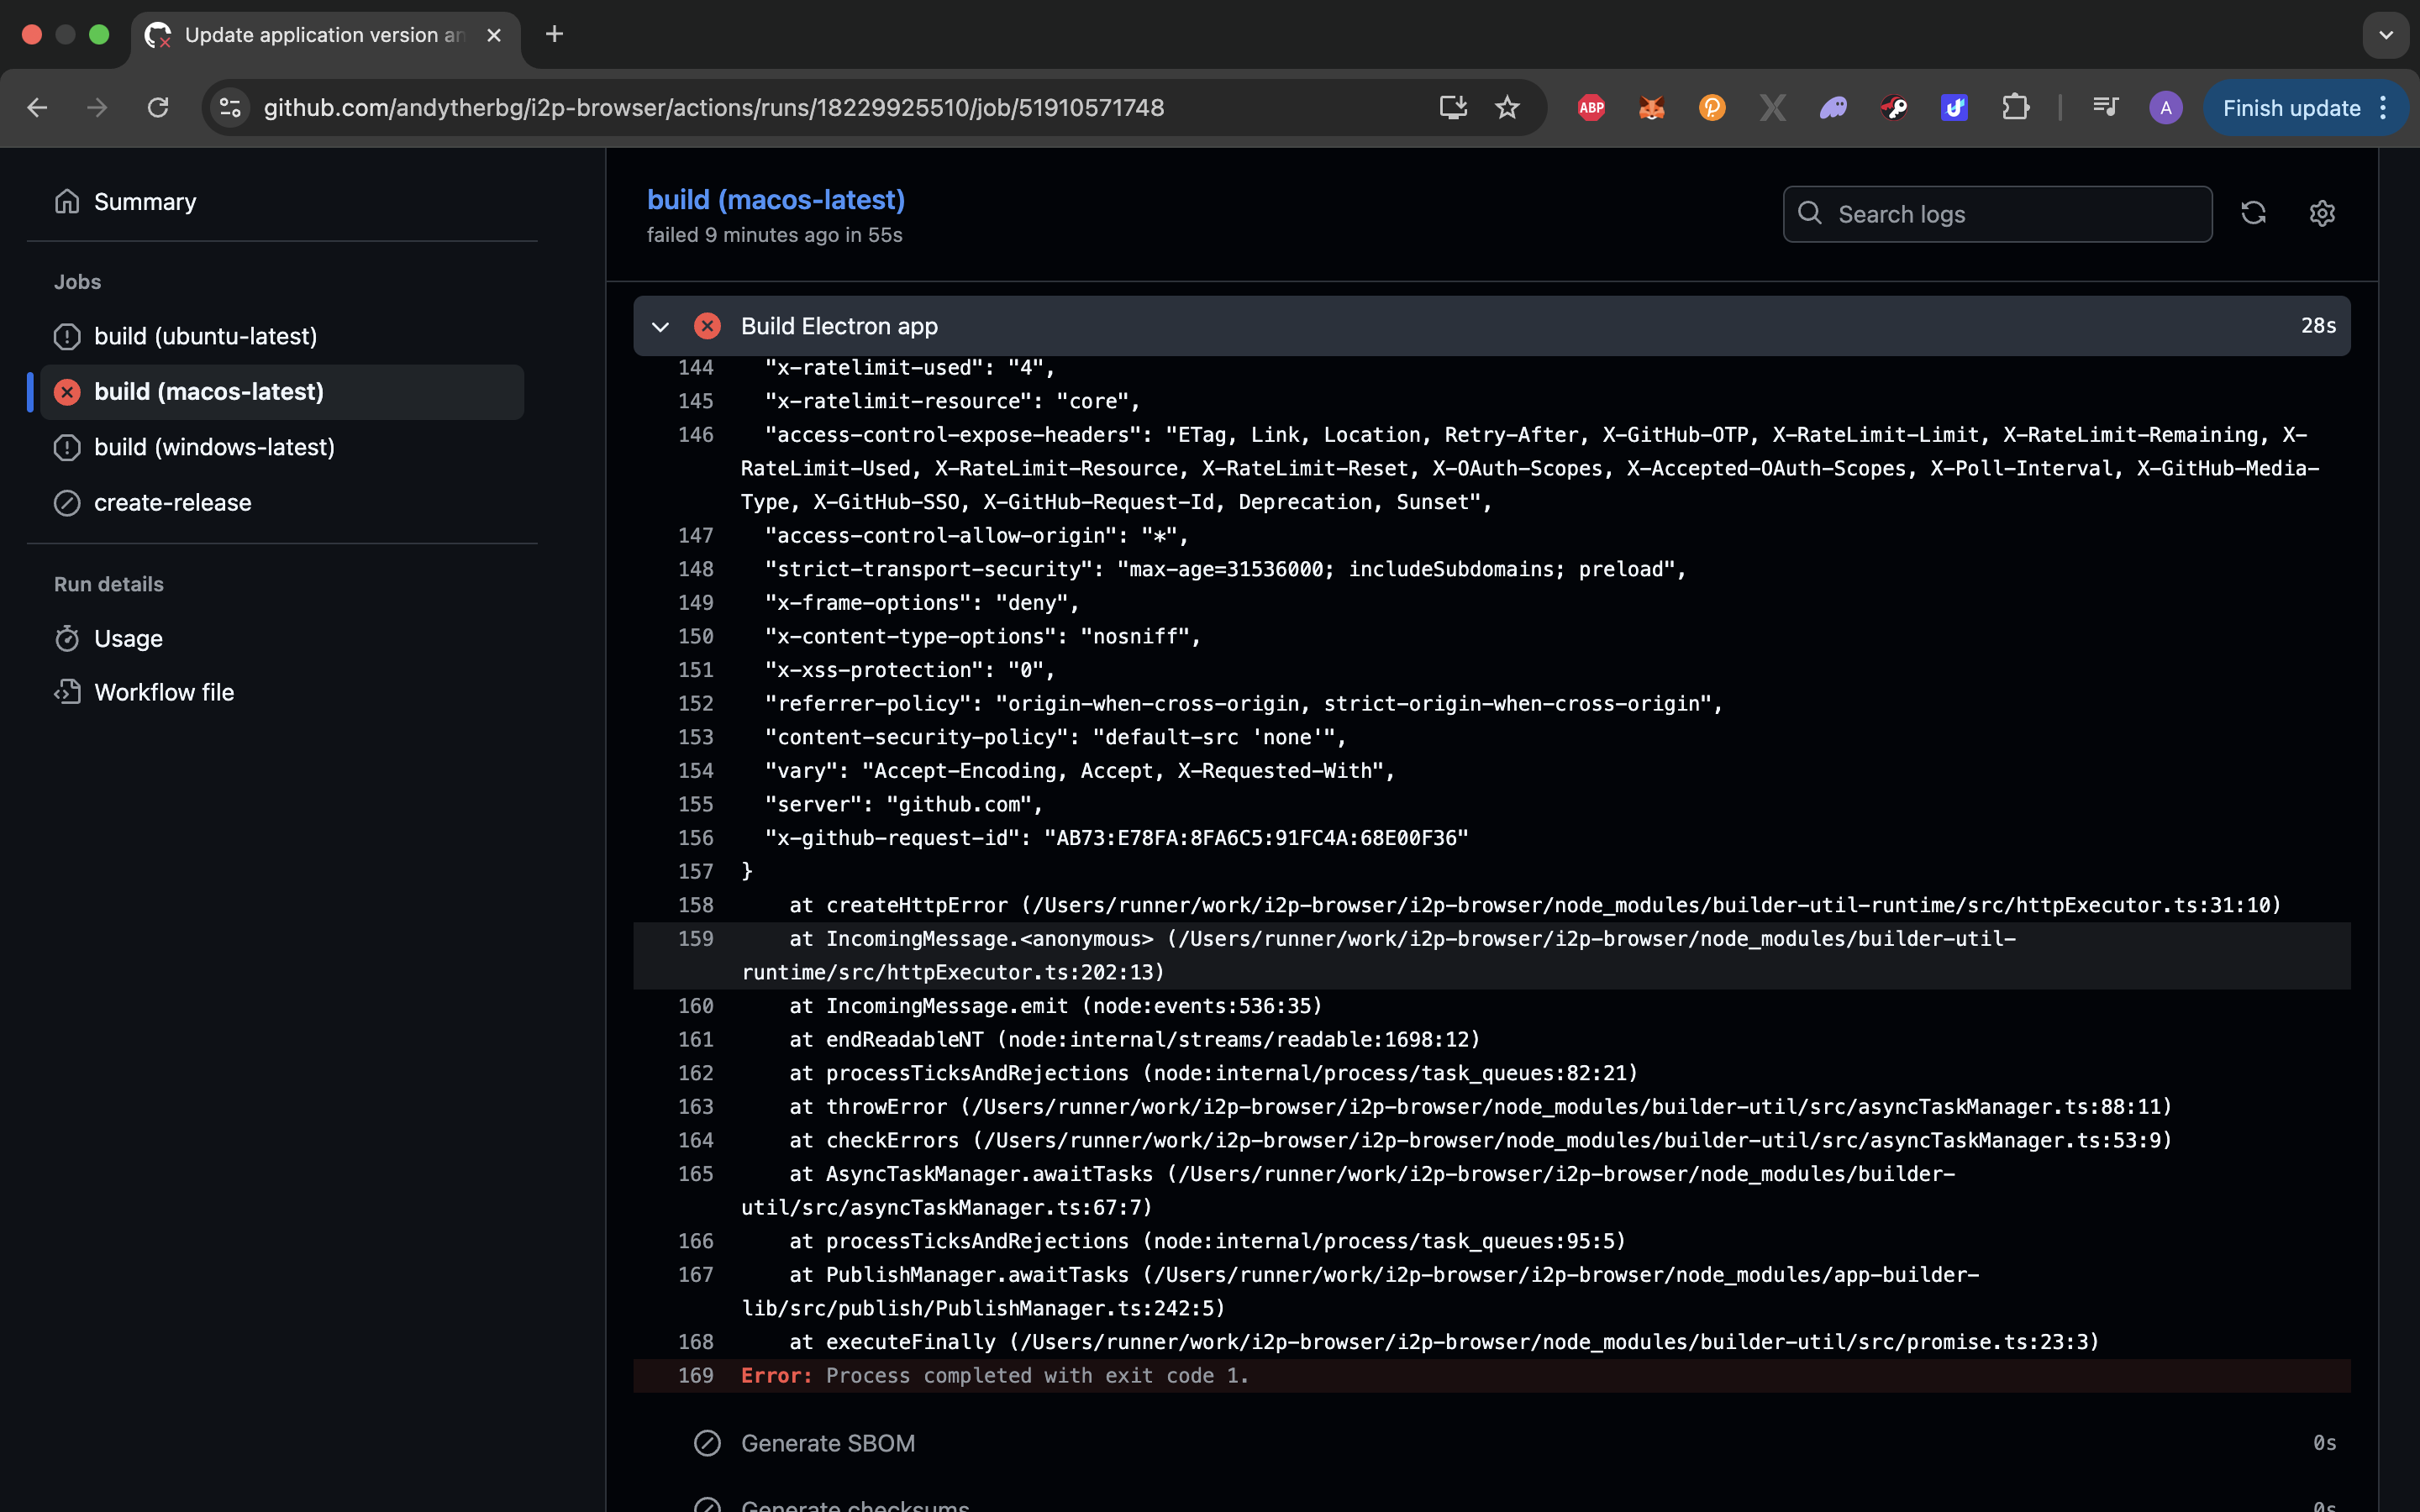 Update application version an
github.com/andytherbg/i2p-browser/actions/runs/18229925510/job/51910571748
ABP
A
Finish update
Summary
Jobs
build (ubuntu-latest)
build (macos-latest)
build (windows-latest)
create-release
Run details
Usage
Workflow file
build (macos-latest)
failed 9 minutes ago in 55s
Search logs
Build Electron app
28s
144 "x-ratelimit-used": "4",
145 "x-ratelimit-resource": "core",
146 "access-control-expose-headers": "ETag, Link, Location, Retry-After, X-GitHub-OTP, X-RateLimit-Limit, X-RateLimit-Remaining, X-
RateLimit-Used, X-RateLimit-Resource, X-RateLimit-Reset, X-OAuth-Scopes, X-Accepted-OAuth-Scopes, X-Poll-Interval, X-GitHub-Media-
Type, X-GitHub-SSO, X-GitHub-Request-Id, Deprecation, Sunset",
147 "access-control-allow-origin": "*",
148 "strict-transport-security": "max-age=31536000; includeSubdomains; preload",
149 "x-frame-options": "deny",
150 "x-content-type-options": "nosniff",
151 "x-xss-protection": "0",
152 "referrer-policy": "origin-when-cross-origin, strict-origin-when-cross-origin",
153 "content-security-policy": "default-src 'none'",
154 "vary": "Accept-Encoding, Accept, X-Requested-With",
155 "server": "github.com",
156 "x-github-request-id": "AB73:E78FA:8FA6C5:91FC4A:68E00F36"
157 }
158 at createHttpError (/Users/runner/work/i2p-browser/i2p-browser/node_modules/builder-util-runtime/src/httpExecutor.ts:31:10)
159 at IncomingMessage.<anonymous> (/Users/runner/work/i2p-browser/i2p-browser/node_modules/builder-util-
runtime/src/httpExecutor.ts:202:13)
160 at IncomingMessage.emit (node:events:536:35)
161 at endReadableNT (node:internal/streams/readable:1698:12)
162 at processTicksAndRejections (node:internal/process/task_queues:82:21)
163 at throwError (/Users/runner/work/i2p-browser/i2p-browser/node_modules/builder-util/src/asyncTaskManager.ts:88:11)
164 at checkErrors (/Users/runner/work/i2p-browser/i2p-browser/node_modules/builder-util/src/asyncTaskManager.ts:53:9)
165 at AsyncTaskManager.awaitTasks (/Users/runner/work/i2p-browser/i2p-browser/node_modules/builder-
util/src/asyncTaskManager.ts:67:7)
166 at processTicksAndRejections (node:internal/process/task_queues:95:5)
167 at PublishManager.awaitTasks (/Users/runner/work/i2p-browser/i2p-browser/node_modules/app-builder-
lib/src/publish/PublishManager.ts:242:5)
168 at executeFinally (/Users/runner/work/i2p-browser/i2p-browser/node_modules/builder-util/src/promise.ts:23:3)
169 Error: Process completed with exit code 1.
Generate SBOM
0s
Generate checksums
0s